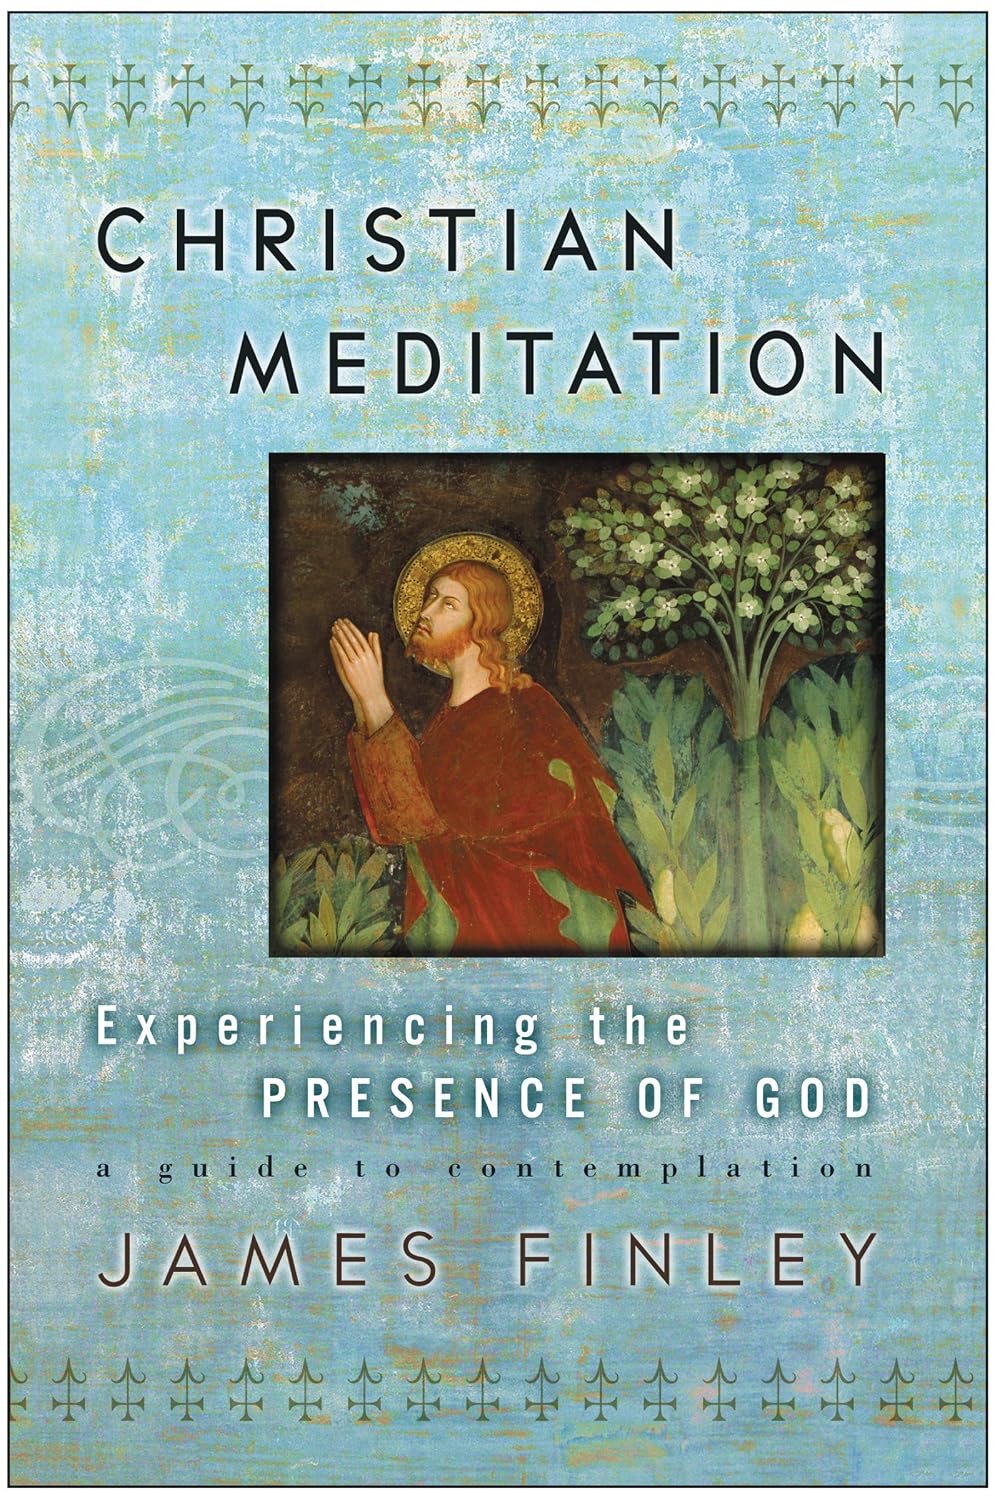 CHRISTIAN
MEDITATION
Experiencing the
PRESENCE OF GOD
a guide to contemplation
JAMES FINLEY